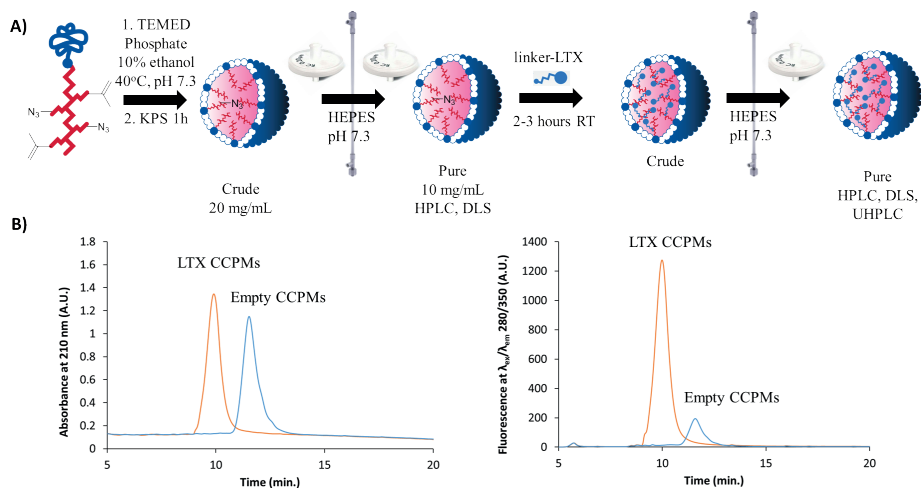 A)
1. TEMED
Phosphate
10% ethanol
40°C, pH 7.3
2. KPS 1h
N3
N3
N3
Crude
20 mg/mL
HEPES
pH 7.3
N3
Pure
10 mg/mL
HPLC, DLS
linker-LTX
2-3 hours RT
Crude
HEPES
pH 7.3
Pure
HPLC, DLS,
UHPLC
B)
Absorbance at 210 nm (A.U.)
1.8
1.6
1.4
1.2
1
0.8
0.6
0.4
0.2
0
LTX CCPMs
Empty CCPMs
5
10
15
20
Time (min.)
Fluorescence at λex/λem 280/350 (A.U.)
1400
1200
1000
800
600
400
200
0
LTX CCPMs
Empty CCPMs
5
10
15
20
Time (min.)